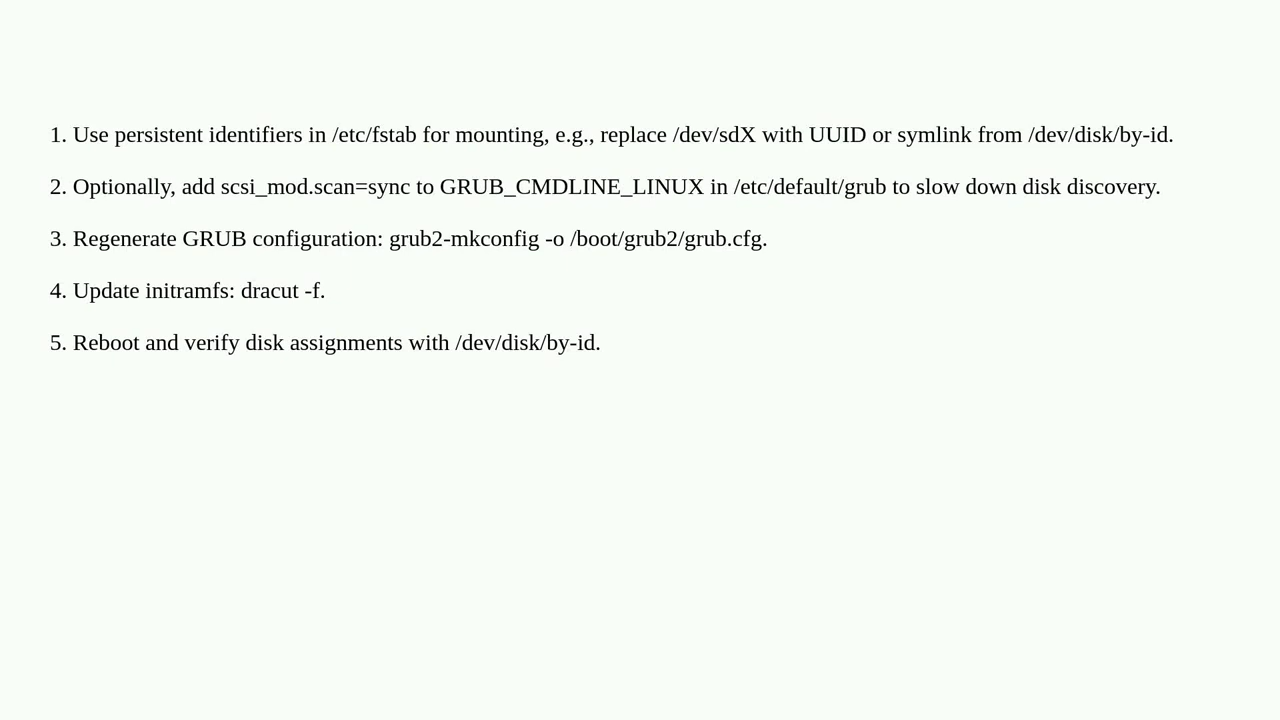 1. Use persistent identifiers in /etc/fstab for mounting, e.g., replace /dev/sdX with UUID or symlink from /dev/disk/by-id.
2. Optionally, add scsi_mod.scan=sync to GRUB_CMDLINE_LINUX in /etc/default/grub to slow down disk discovery.
3. Regenerate GRUB configuration: grub2-mkconfig -o /boot/grub2/grub.cfg.
4. Update initramfs: dracut -f.
5. Reboot and verify disk assignments with /dev/disk/by-id.